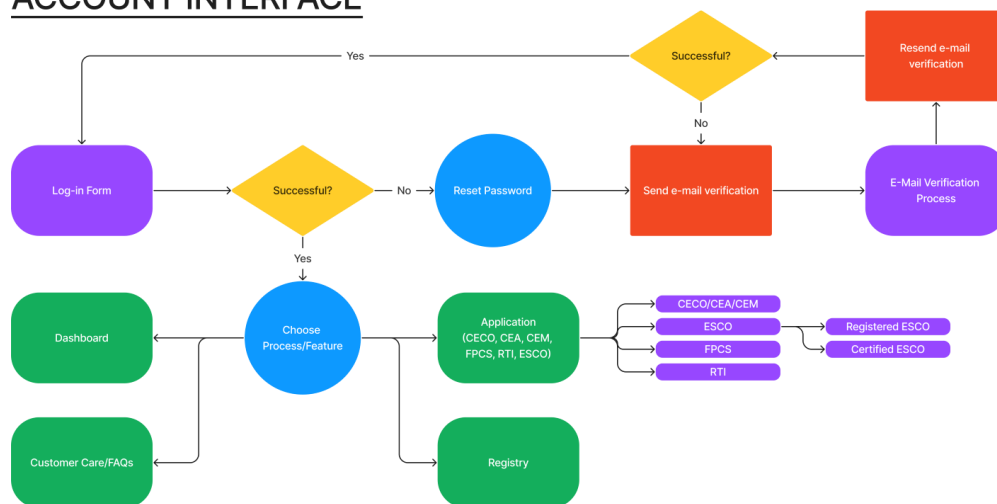 ACCOUNT INTERFACE
Yes
Successful?
Resend e-mail
verification
No
Log-in Form
Successful?
No
Reset Password
Send e-mail verification
E-Mail Verification
Process
Yes
Dashboard
Choose
Process/Feature
Application
(CECO, CEA, CEM,
FPCS, RTI, ESCO)
CECO/CEA/CEM
ESCO
FPCS
RTI
Registered ESCO
Certified ESCO
Customer Care/FAQs
Registry